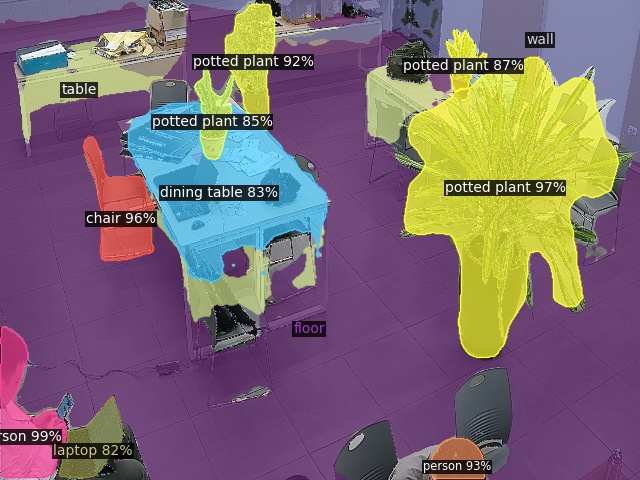 wall
potted plant 92%
potted plant 87%
table
potted plant 85%
dining table 83%
potted plant 97%
chair 96%
floor
rson 99%
laptop 82%
person 93%